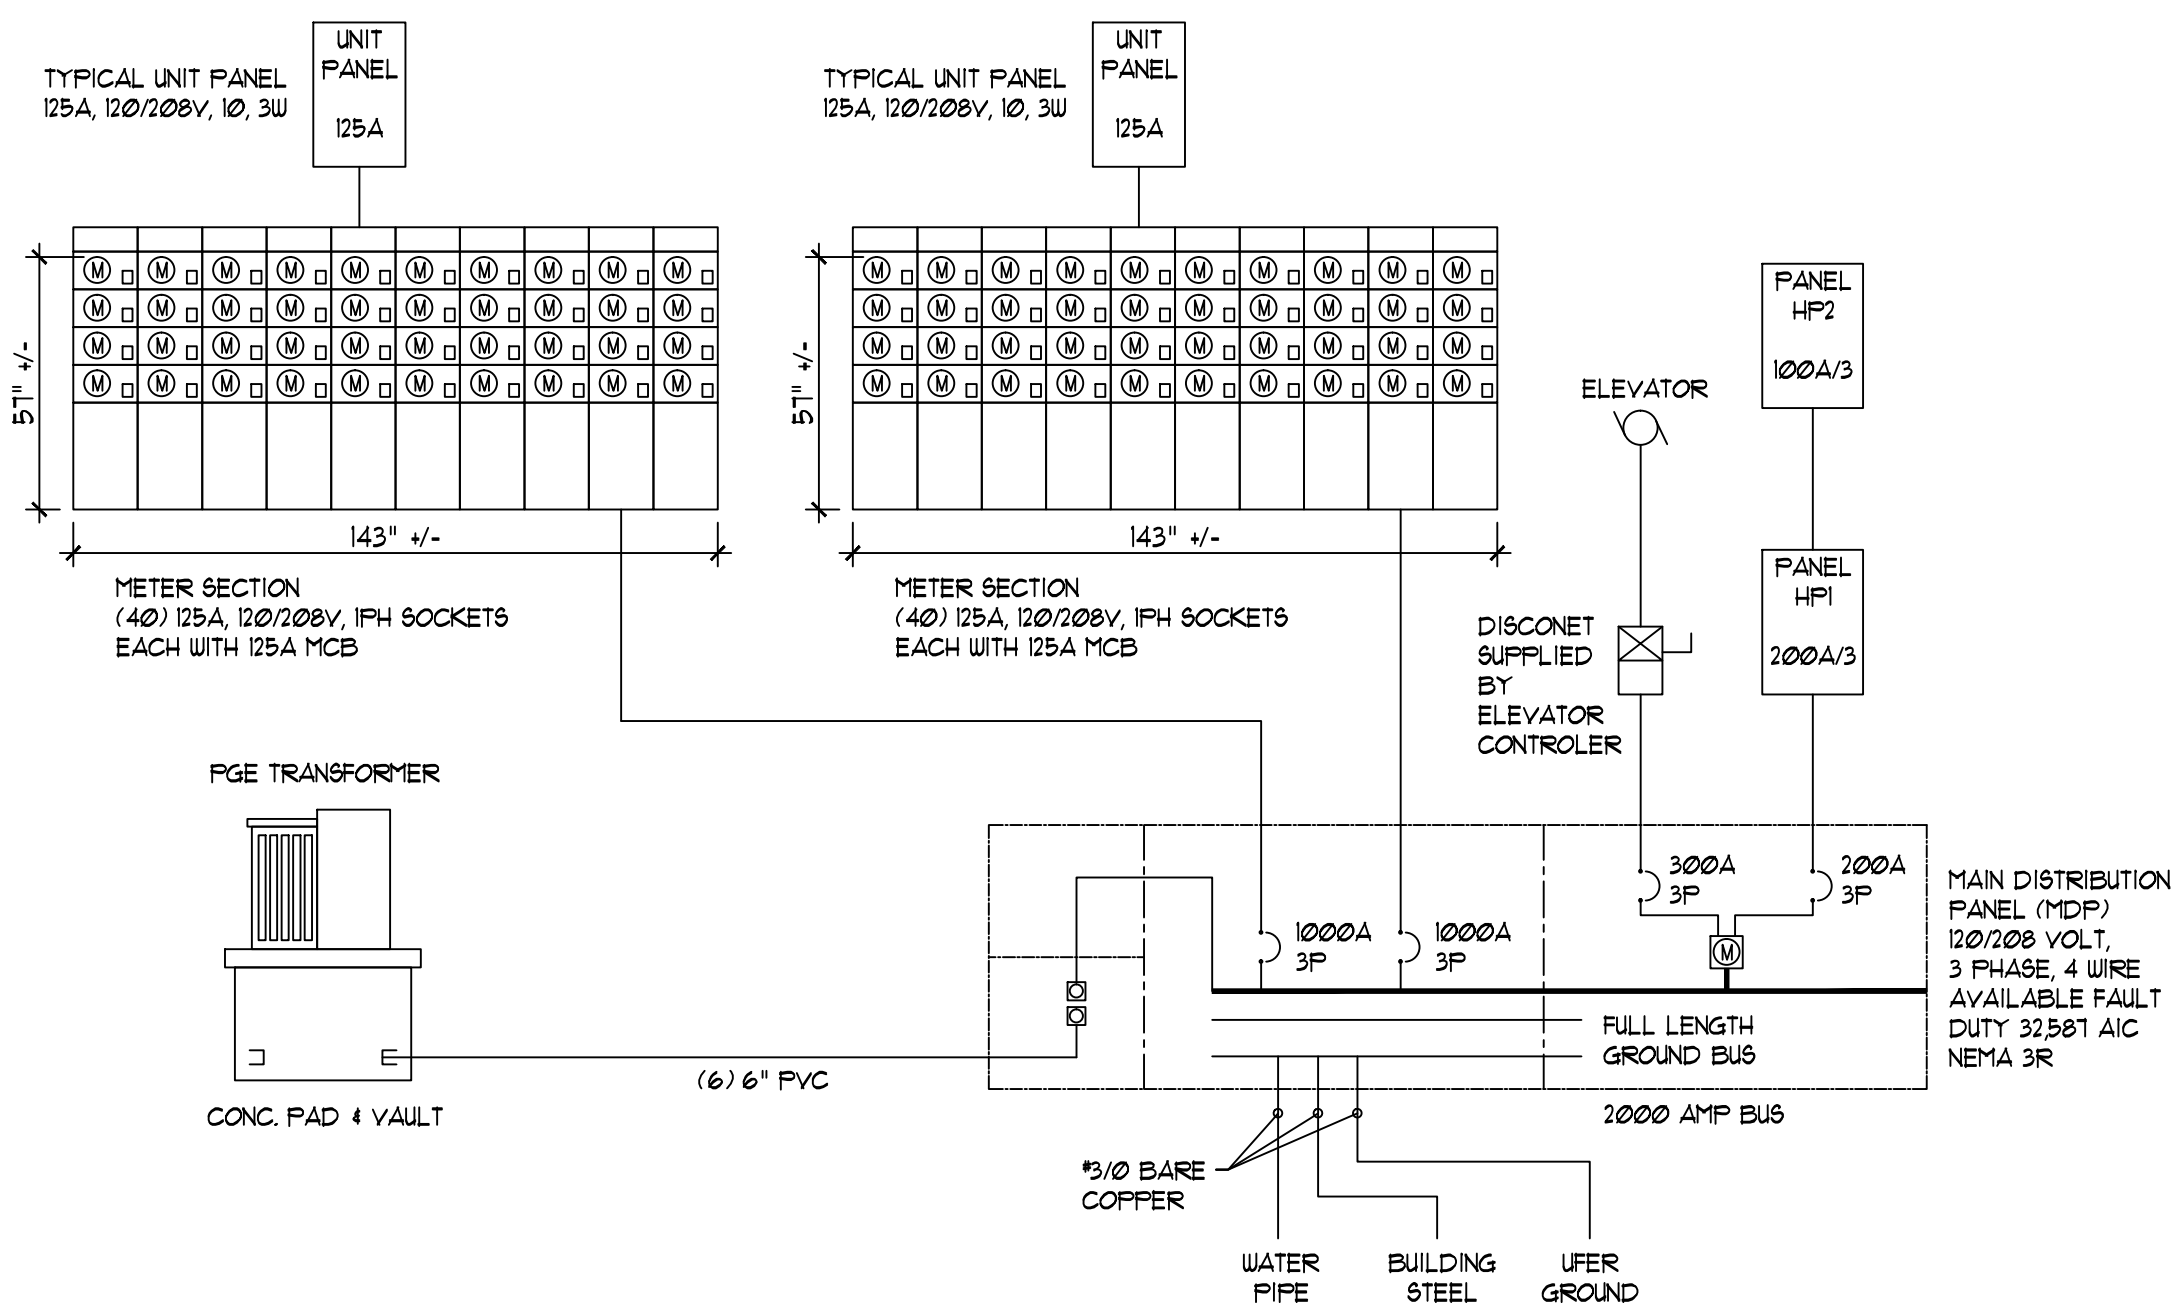 UNIT
PANEL
125A
TYPICAL UNIT PANEL
125A, 120/208V, 1Ø, 3W
UNIT
PANEL
125A
TYPICAL UNIT PANEL
125A, 120/208V, 1Ø, 3W
M M M M M M M M M M
M M M M M M M M M M
M M M M M M M M M M
M M M M M M M M M M
57" +/-
143" +/-
METER SECTION
(40) 125A, 120/208V, 1PH SOCKETS
EACH WITH 125A MCB
M M M M M M M M M M
M M M M M M M M M M
M M M M M M M M M M
M M M M M M M M M M
57" +/-
143" +/-
METER SECTION
(40) 125A, 120/208V, 1PH SOCKETS
EACH WITH 125A MCB
PANEL
HP2
100A/3
ELEVATOR
PANEL
HP1
200A/3
DISCONET
SUPPLIED
BY
ELEVATOR
CONTROLER
PGE TRANSFORMER
CONC. PAD & VAULT
(6) 6" PVC
1000A
3P
1000A
3P
300A
3P
200A
3P
M
MAIN DISTRIBUTION
PANEL (MDP)
120/208 VOLT,
3 PHASE, 4 WIRE
AVAILABLE FAULT
DUTY 32,587 AIC
NEMA 3R
FULL LENGTH
GROUND BUS
2000 AMP BUS
#3/0 BARE
COPPER
WATER
PIPE
BUILDING
STEEL
UFER
GROUND